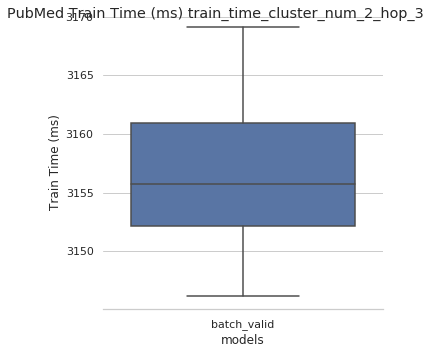 PubMed Train Time (ms) train_time_cluster_num_2_hop_3
3170
3165
3160
3155
3150
Train Time (ms)
batch_valid
models